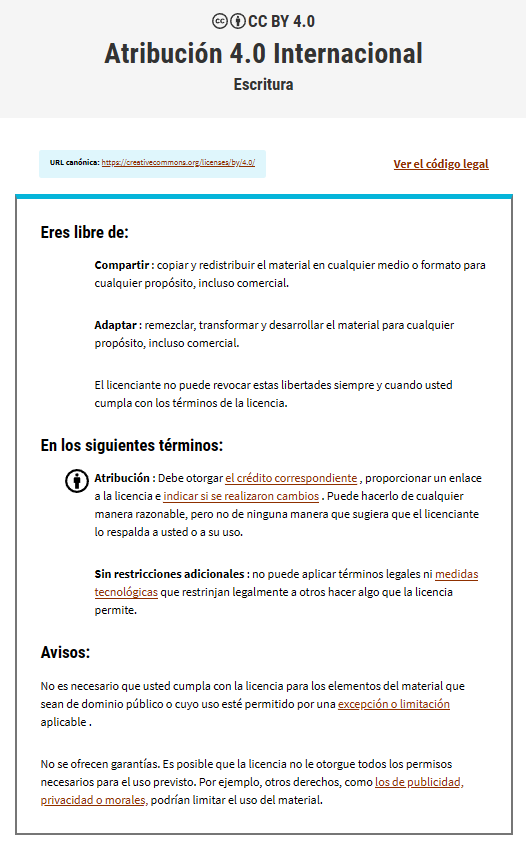 CC BY 4.0
Atribución 4.0 Internacional
Escritura
URL canónica: https://creativecommons.org/licenses/by/4.0/
Ver el código legal
Eres libre de:
Compartir : copiar y redistribuir el material en cualquier medio o formato para
cualquier propósito, incluso comercial.
Adaptar : remezclar, transformar y desarrollar el material para cualquier
propósito, incluso comercial.
El licenciante no puede revocar estas libertades siempre y cuando usted
cumpla con los términos de la licencia.
En los siguientes términos:
Atribución : Debe otorgar el crédito correspondiente , proporcionar un enlace
a la licencia e indicar si se realizaron cambios . Puede hacerlo de cualquier
manera razonable, pero no de ninguna manera que sugiera que el licenciante
lo respalda a usted o a su uso.
Sin restricciones adicionales : no puede aplicar términos legales ni medidas
tecnológicas que restrinjan legalmente a otros hacer algo que la licencia
permite.
Avisos:
No es necesario que usted cumpla con la licencia para los elementos del material que
sean de dominio público o cuyo uso esté permitido por una excepción o limitación
aplicable .
No se ofrecen garantías. Es posible que la licencia no le otorgue todos los permisos
necesarios para el uso previsto. Por ejemplo, otros derechos, como los de publicidad,
privacidad o morales, podrían limitar el uso del material.